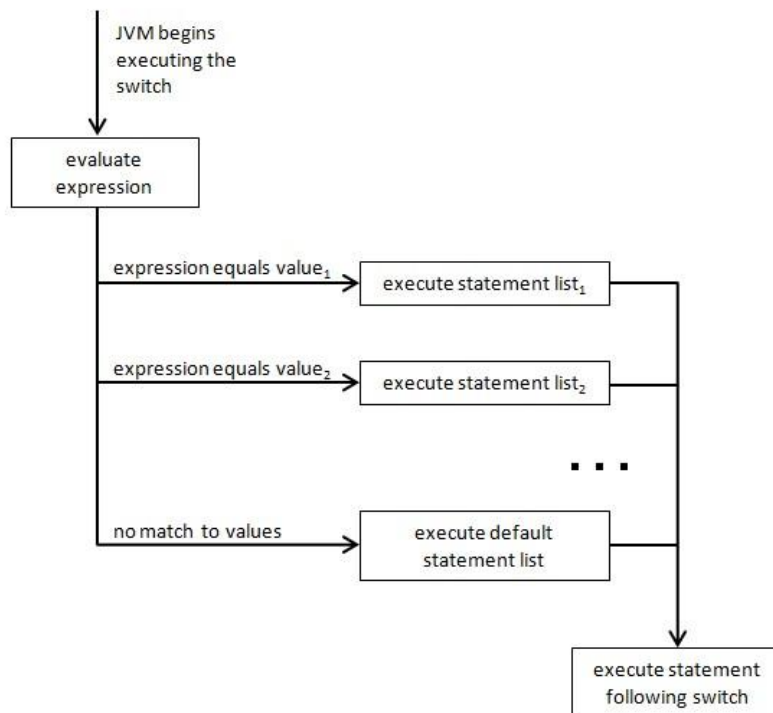 JVM begins
executing the
switch
evaluate
expression
expression equals value₁
execute statement list₁
expression equals value₂
execute statement list₂
. . .
no match to values
execute default
statement list
execute statement
following switch